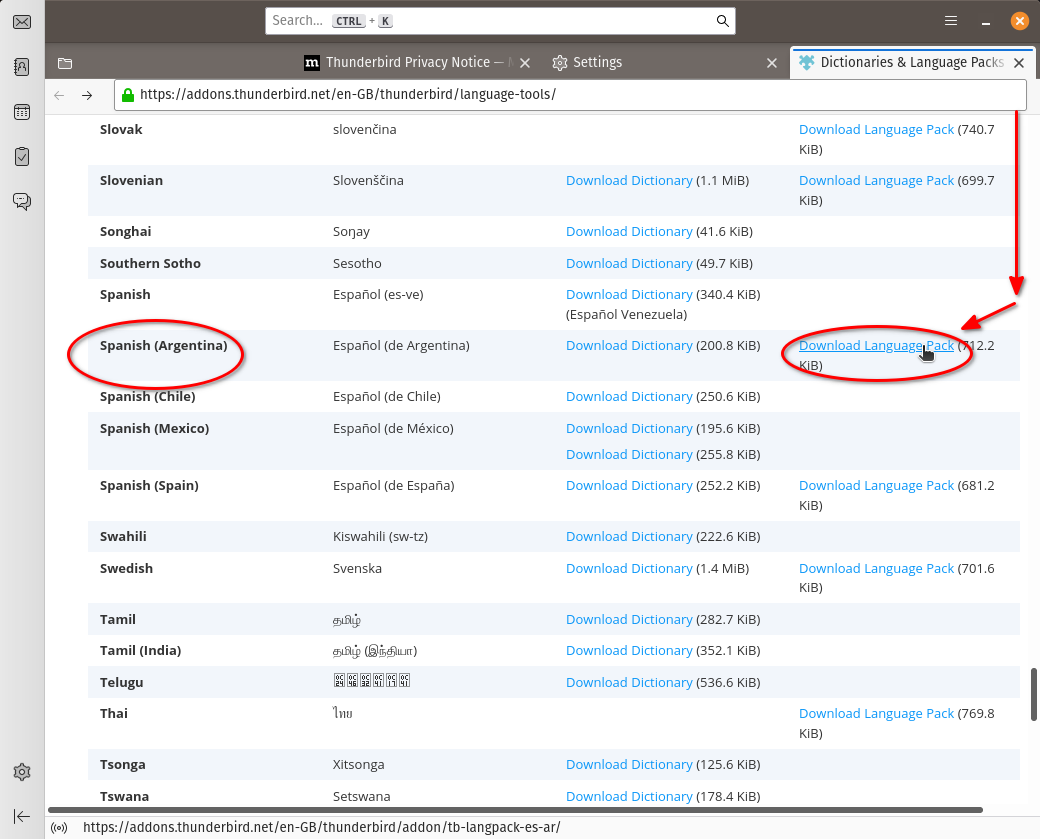 Search... CTRL + K
Thunderbird Privacy Notice —
Settings
Dictionaries & Language Packs
https://addons.thunderbird.net/en-GB/thunderbird/language-tools/
Slovak slovenčina Download Language Pack (740.7
KiB)
Slovenian Slovenščina Download Dictionary (1.1 MiB) Download Language Pack (699.7
KiB)
Songhai Soŋay Download Dictionary (41.6 KiB)
Southern Sotho Sesotho Download Dictionary (49.7 KiB)
Spanish Español (es-ve) Download Dictionary (340.4 KiB)
(Español Venezuela)
Spanish (Argentina) Español (de Argentina) Download Dictionary (200.8 KiB) Download Language Pack (712.2
KiB)
Spanish (Chile) Español (de Chile) Download Dictionary (250.6 KiB)
Spanish (Mexico) Español (de México) Download Dictionary (195.6 KiB)
Download Dictionary (255.8 KiB)
Spanish (Spain) Español (de España) Download Dictionary (252.2 KiB) Download Language Pack (681.2
KiB)
Swahili Kiswahili (sw-tz) Download Dictionary (222.6 KiB)
Swedish Svenska Download Dictionary (1.4 MiB) Download Language Pack (701.6
KiB)
Tamil தமிழ் Download Dictionary (282.7 KiB)
Tamil (India) தமிழ் (இந்தியா) Download Dictionary (352.1 KiB)
Telugu Download Dictionary (536.6 KiB)
Thai ไทย Download Language Pack (769.8
KiB)
Tsonga Xitsonga Download Dictionary (125.6 KiB)
Tswana Setswana Download Dictionary (178.4 KiB)
https://addons.thunderbird.net/en-GB/thunderbird/addon/tb-langpack-es-ar/